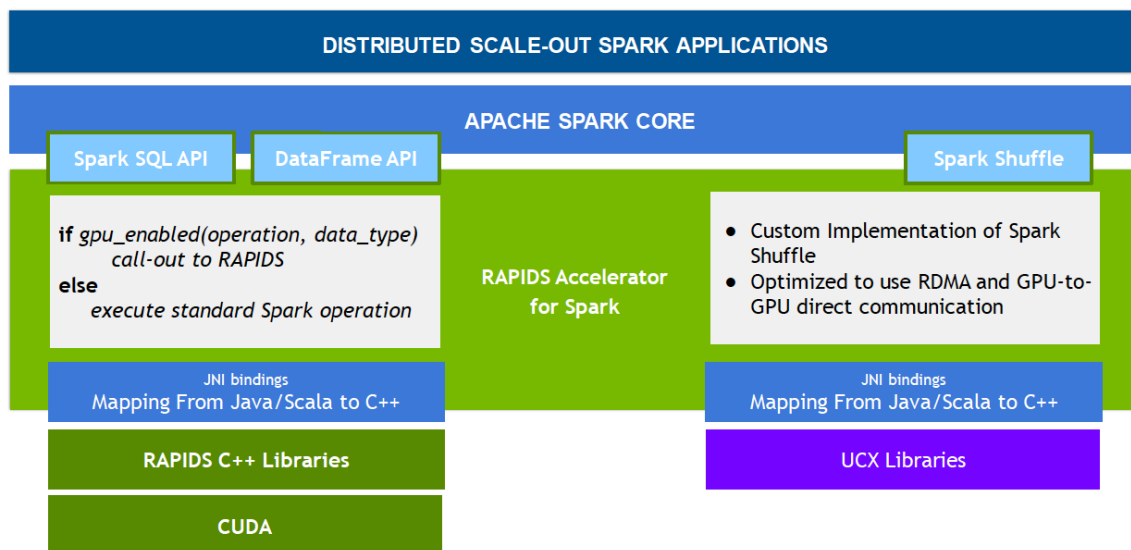 DISTRIBUTED SCALE-OUT SPARK APPLICATIONS
APACHE SPARK CORE
Spark SQL API
DataFrame API
Spark Shuffle
if gpu_enabled(operation, data_type)
call-out to RAPIDS
else
execute standard Spark operation
RAPIDS Accelerator
for Spark
● Custom Implementation of Spark
Shuffle
● Optimized to use RDMA and GPU-to-
GPU direct communication
JNI bindings
Mapping From Java/Scala to C++
JNI bindings
Mapping From Java/Scala to C++
RAPIDS C++ Libraries
UCX Libraries
CUDA